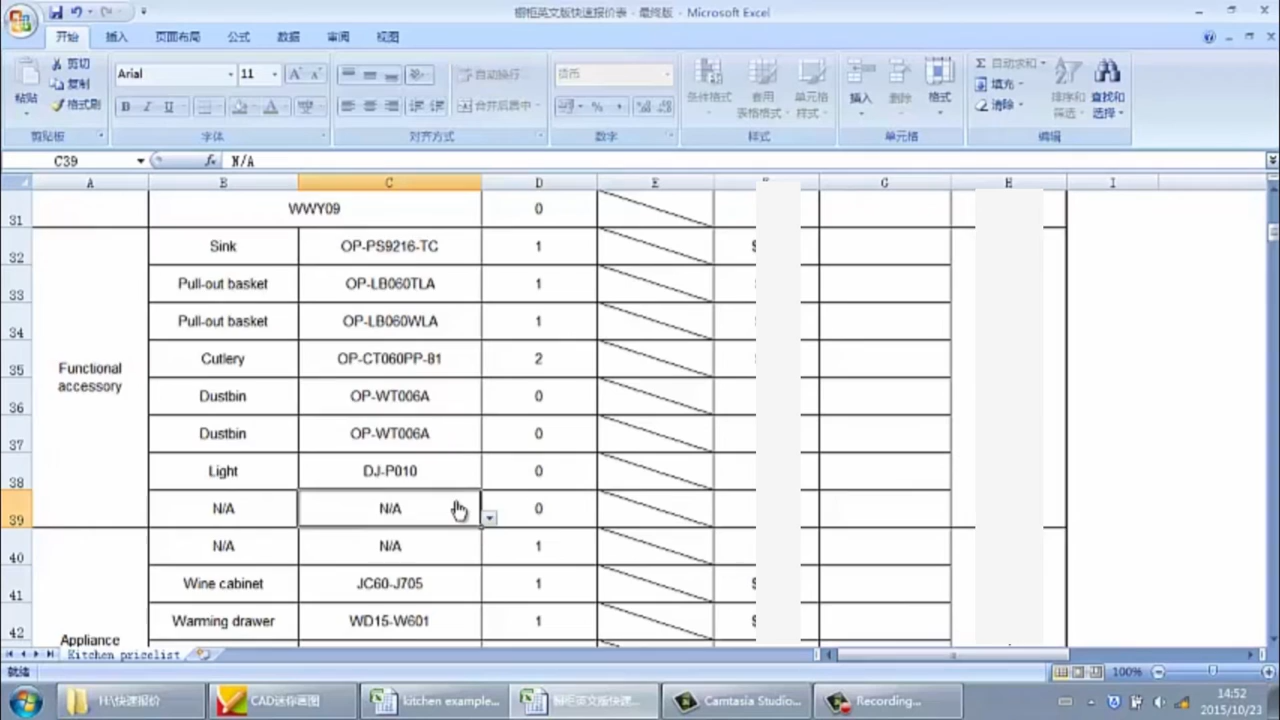 橱柜英文版快速报价表 - 最终版 - Microsoft Excel
开始 插入 页面布局 公式 数据 审阅 视图
粘贴 剪切 复制 格式刷 剪贴板
Arial 11 B I U 字体
自动换行 合并后居中 对齐方式
货币 % 数字
条件格式 套用 表格格式 单元格 样式 样式
插入 删除 格式 单元格
Σ 自动求和 填充 清除 排序和 筛选 查找和 选择 编辑
C39 fx N/A
A B C D E G H I
31 WWY09 0
32 Sink OP-PS9216-TC 1 $
33 Pull-out basket OP-LB060TLA 1
34 Pull-out basket OP-LB060WLA 1
35 Cutlery OP-CT060PP-81 2
Functional
accessory
36 Dustbin OP-WT006A 0
37 Dustbin OP-WT006A 0
38 Light DJ-P010 0
39 N/A N/A 0
40 N/A N/A 1
41 Wine cabinet JC60-J705 1 $
42 Warming drawer WD15-W601 1 $
Appliance
Kitchen pricelist
就绪 100%
H:\快速报价 CAD迷你画图 kitchen example... 橱柜英文版快速... Camtasia Studio... Recording...
14:52
2015/10/23